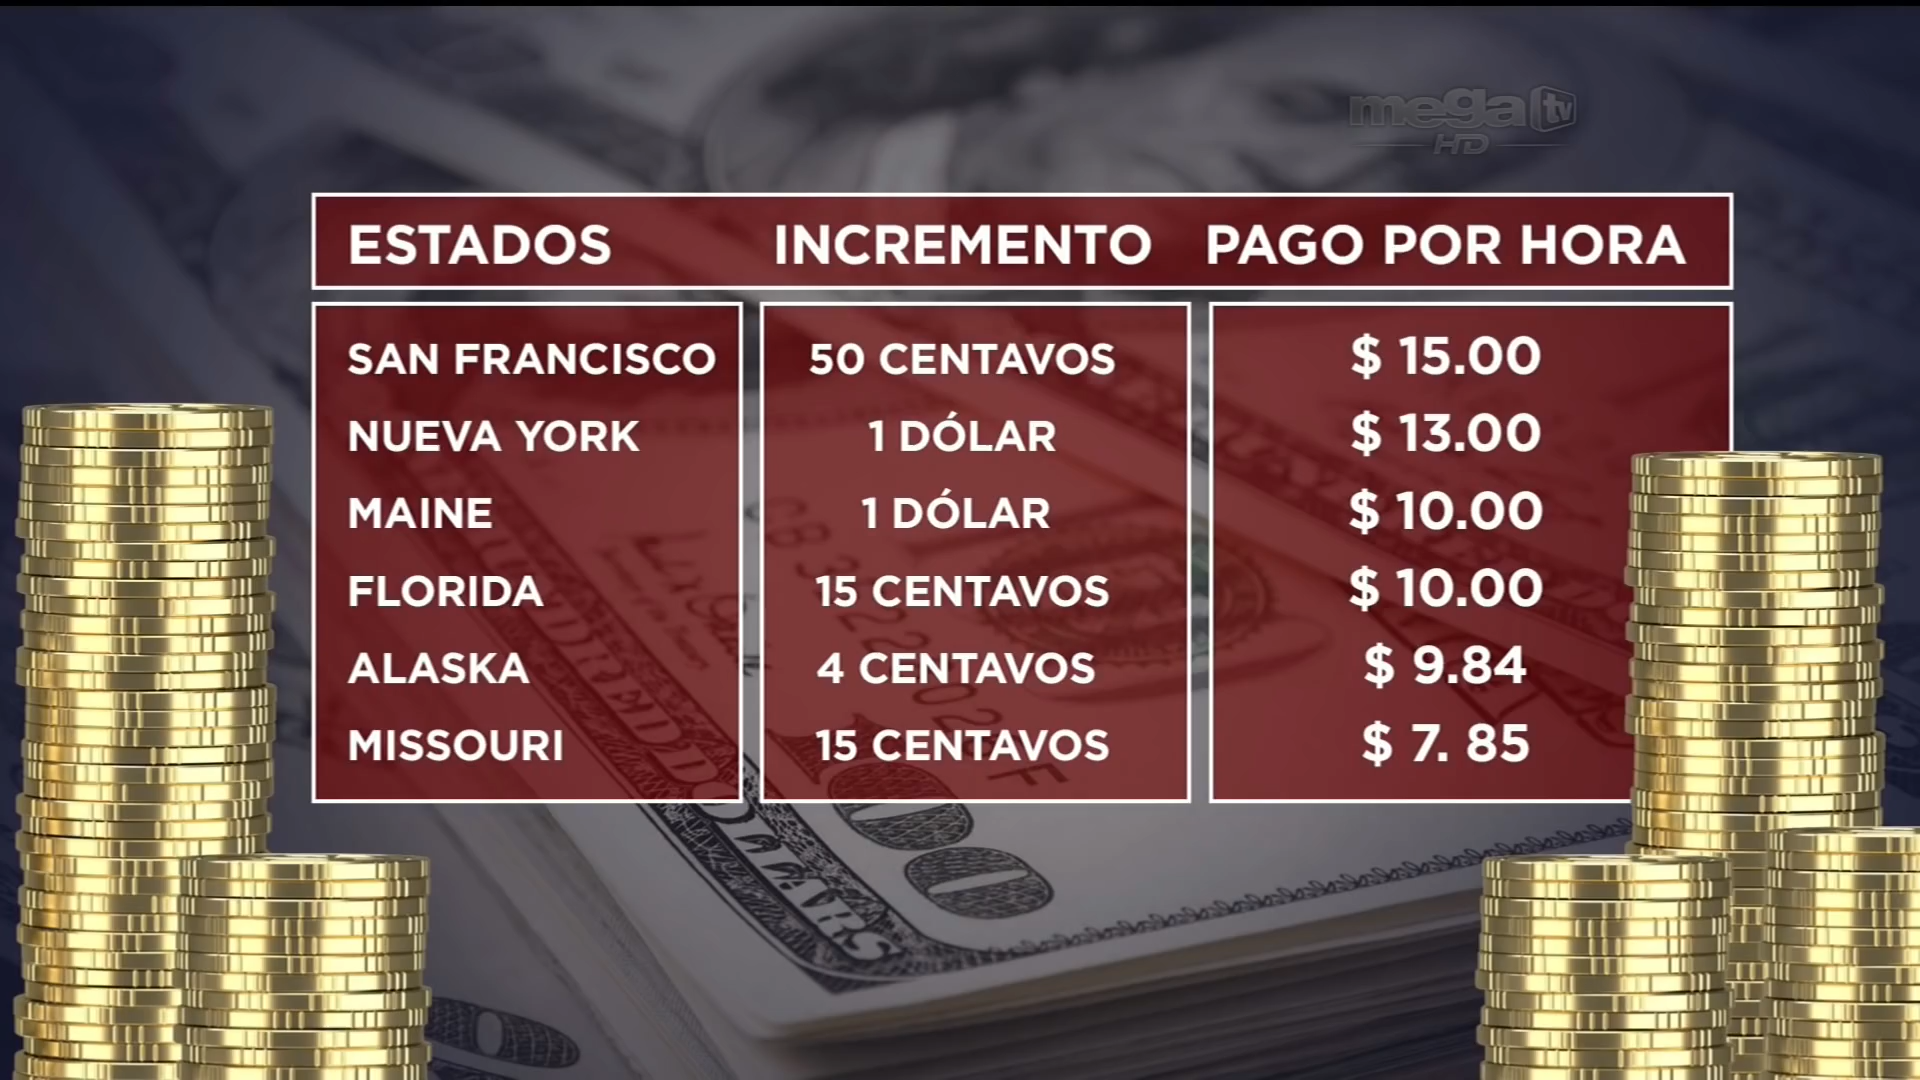 mega tv
HD
ESTADOS INCREMENTO PAGO POR HORA
SAN FRANCISCO 50 CENTAVOS $ 15.00
NUEVA YORK 1 DÓLAR $ 13.00
MAINE 1 DÓLAR $ 10.00
FLORIDA 15 CENTAVOS $ 10.00
ALASKA 4 CENTAVOS $ 9.84
MISSOURI 15 CENTAVOS $ 7. 85
100
DOLLARS